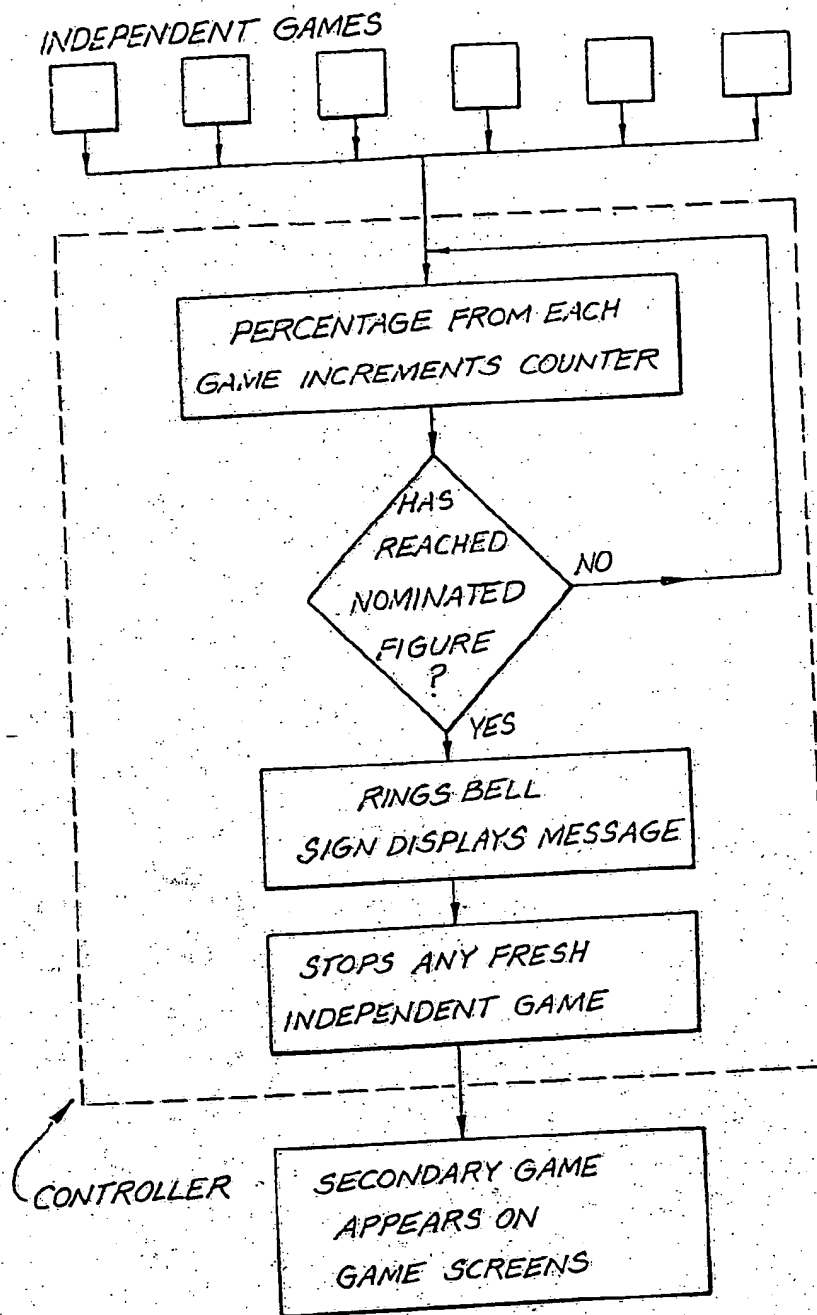 INDEPENDENT GAMES
PERCENTAGE FROM EACH
GAME INCREMENTS COUNTER
HAS
REACHED
NOMINATED
FIGURE
?
NO
YES
RINGS BELL
SIGN DISPLAYS MESSAGE
STOPS ANY FRESH
INDEPENDENT GAME
CONTROLLER
SECONDARY GAME
APPEARS ON
GAME SCREENS